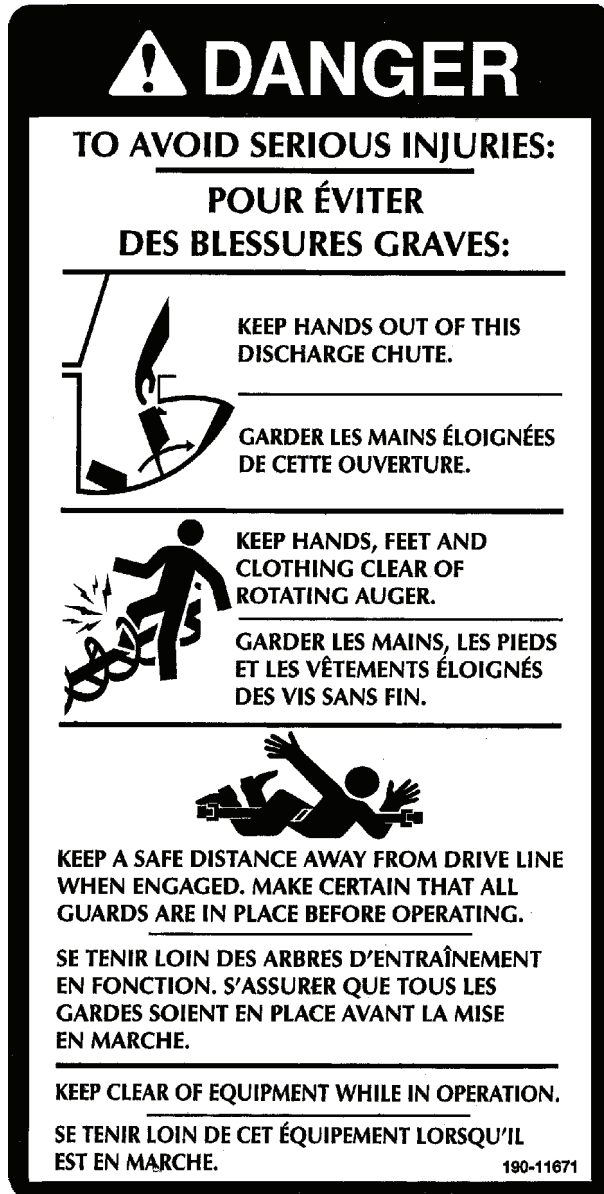 DANGER
TO AVOID SERIOUS INJURIES:
POUR ÉVITER
DES BLESSURES GRAVES:
KEEP HANDS OUT OF THIS
DISCHARGE CHUTE.
GARDER LES MAINS ÉLOIGNÉES
DE CETTE OUVERTURE.
KEEP HANDS, FEET AND
CLOTHING CLEAR OF
ROTATING AUGER.
GARDER LES MAINS, LES PIEDS
ET LES VÊTEMENTS ÉLOIGNÉS
DES VIS SANS FIN.
KEEP A SAFE DISTANCE AWAY FROM DRIVE LINE
WHEN ENGAGED. MAKE CERTAIN THAT ALL
GUARDS ARE IN PLACE BEFORE OPERATING.
SE TENIR LOIN DES ARBRES D'ENTRAÎNEMENT
EN FONCTION. S'ASSURER QUE TOUS LES
GARDES SOIENT EN PLACE AVANT LA MISE
EN MARCHE.
KEEP CLEAR OF EQUIPMENT WHILE IN OPERATION.
SE TENIR LOIN DE CET ÉQUIPEMENT LORSQU'IL
EST EN MARCHE.
190-11671